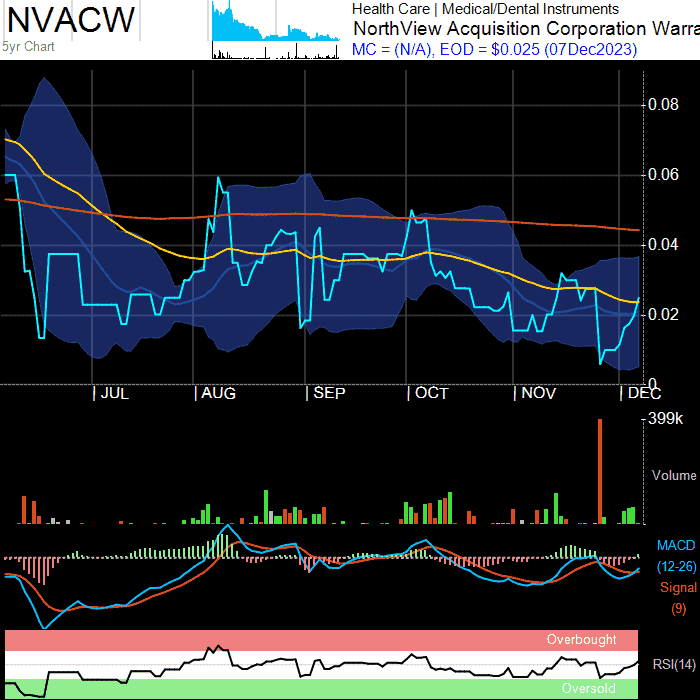 NVACW
5yr Chart
Health Care | Medical/Dental Instruments
NorthView Acquisition Corporation Warra
MC = (N/A), EOD = $0.025 (07Dec2023)
0.08
0.06
0.04
0.02
0
| JUL | AUG | SEP | OCT | NOV | DEC
399k
Volume
MACD
(12-26)
Signal
(9)
Overbought
RSI(14)
Oversold